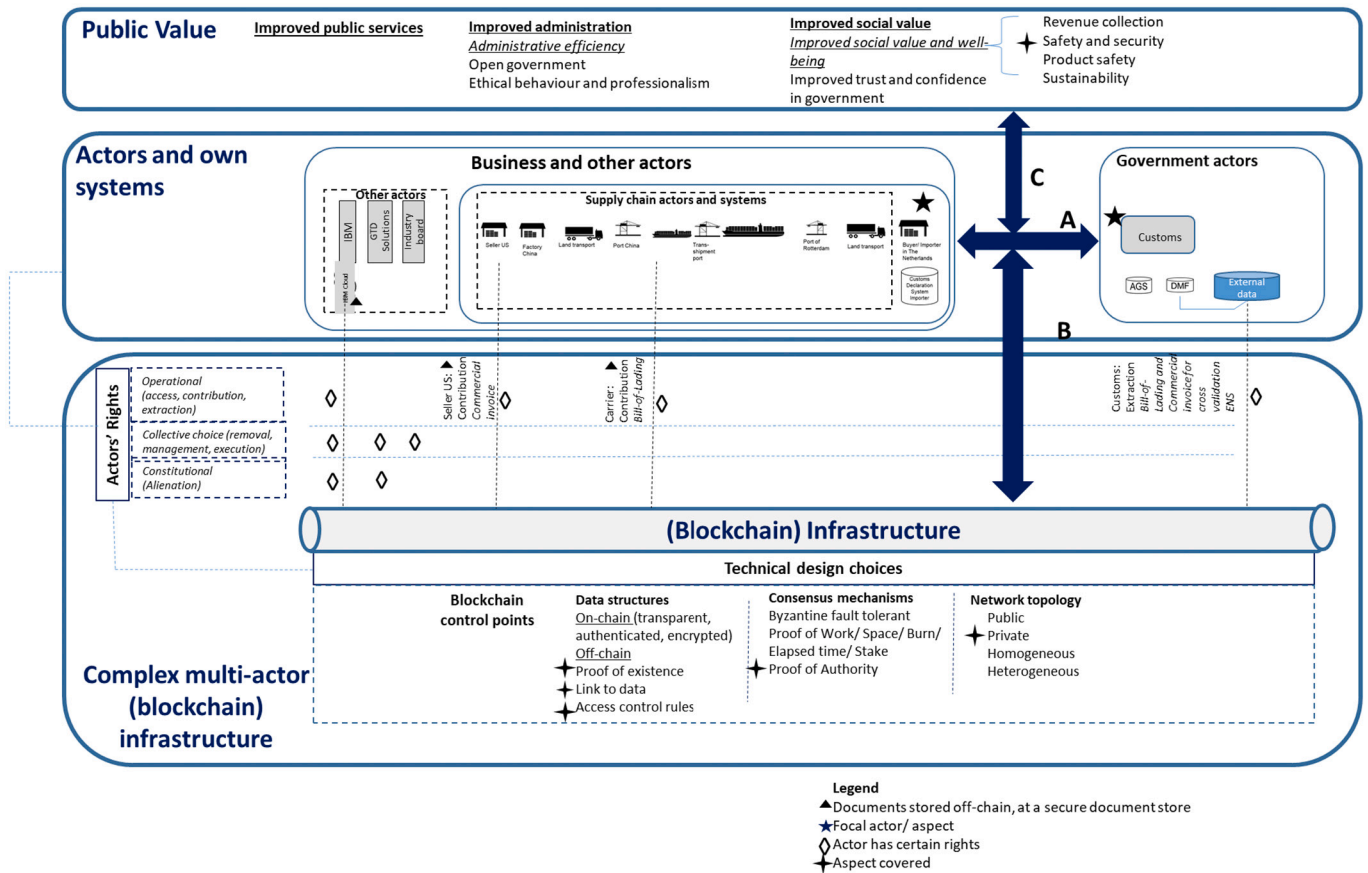 Public Value
Improved public services
Improved administration
Administrative efficiency
Open government
Ethical behaviour and professionalism
Improved social value
Improved social value and well-
being
Improved trust and confidence
in government
Revenue collection
Safety and security
Product safety
Sustainability
Actors and own
systems
Business and other actors
Other actors
IBM
GTD
Solutions
Industry
board
IBM Cloud
Supply chain actors and systems
Seller US
Factory
China
Land transport
Port China
Trans-
shipment
port
Port of
Rotterdam
Land transport
Buyer/ Importer
in The
Netherlands
Customs
Declaration
System
Importer
C
A
B
Government actors
Customs
AGS
DMF
External
data
Actors' Rights
Operational
(access, contribution,
extraction)
Collective choice (removal,
management, execution)
Constitutional
(Alienation)
Seller US:
Contribution
Commercial
invoice
Carrier:
Contribution
Bill-of-Lading
Customs:
Extraction
Bill-of-
Lading and
Commercial
invoice for
cross
validation
ENS
(Blockchain) Infrastructure
Technical design choices
Blockchain
control points
Data structures
On-chain (transparent,
authenticated, encrypted)
Off-chain
Proof of existence
Link to data
Access control rules
Consensus mechanisms
Byzantine fault tolerant
Proof of Work/ Space/ Burn/
Elapsed time/ Stake
Proof of Authority
Network topology
Public
Private
Homogeneous
Heterogeneous
Complex multi-actor
(blockchain)
infrastructure
Legend
Documents stored off-chain, at a secure document store
Focal actor/ aspect
Actor has certain rights
Aspect covered